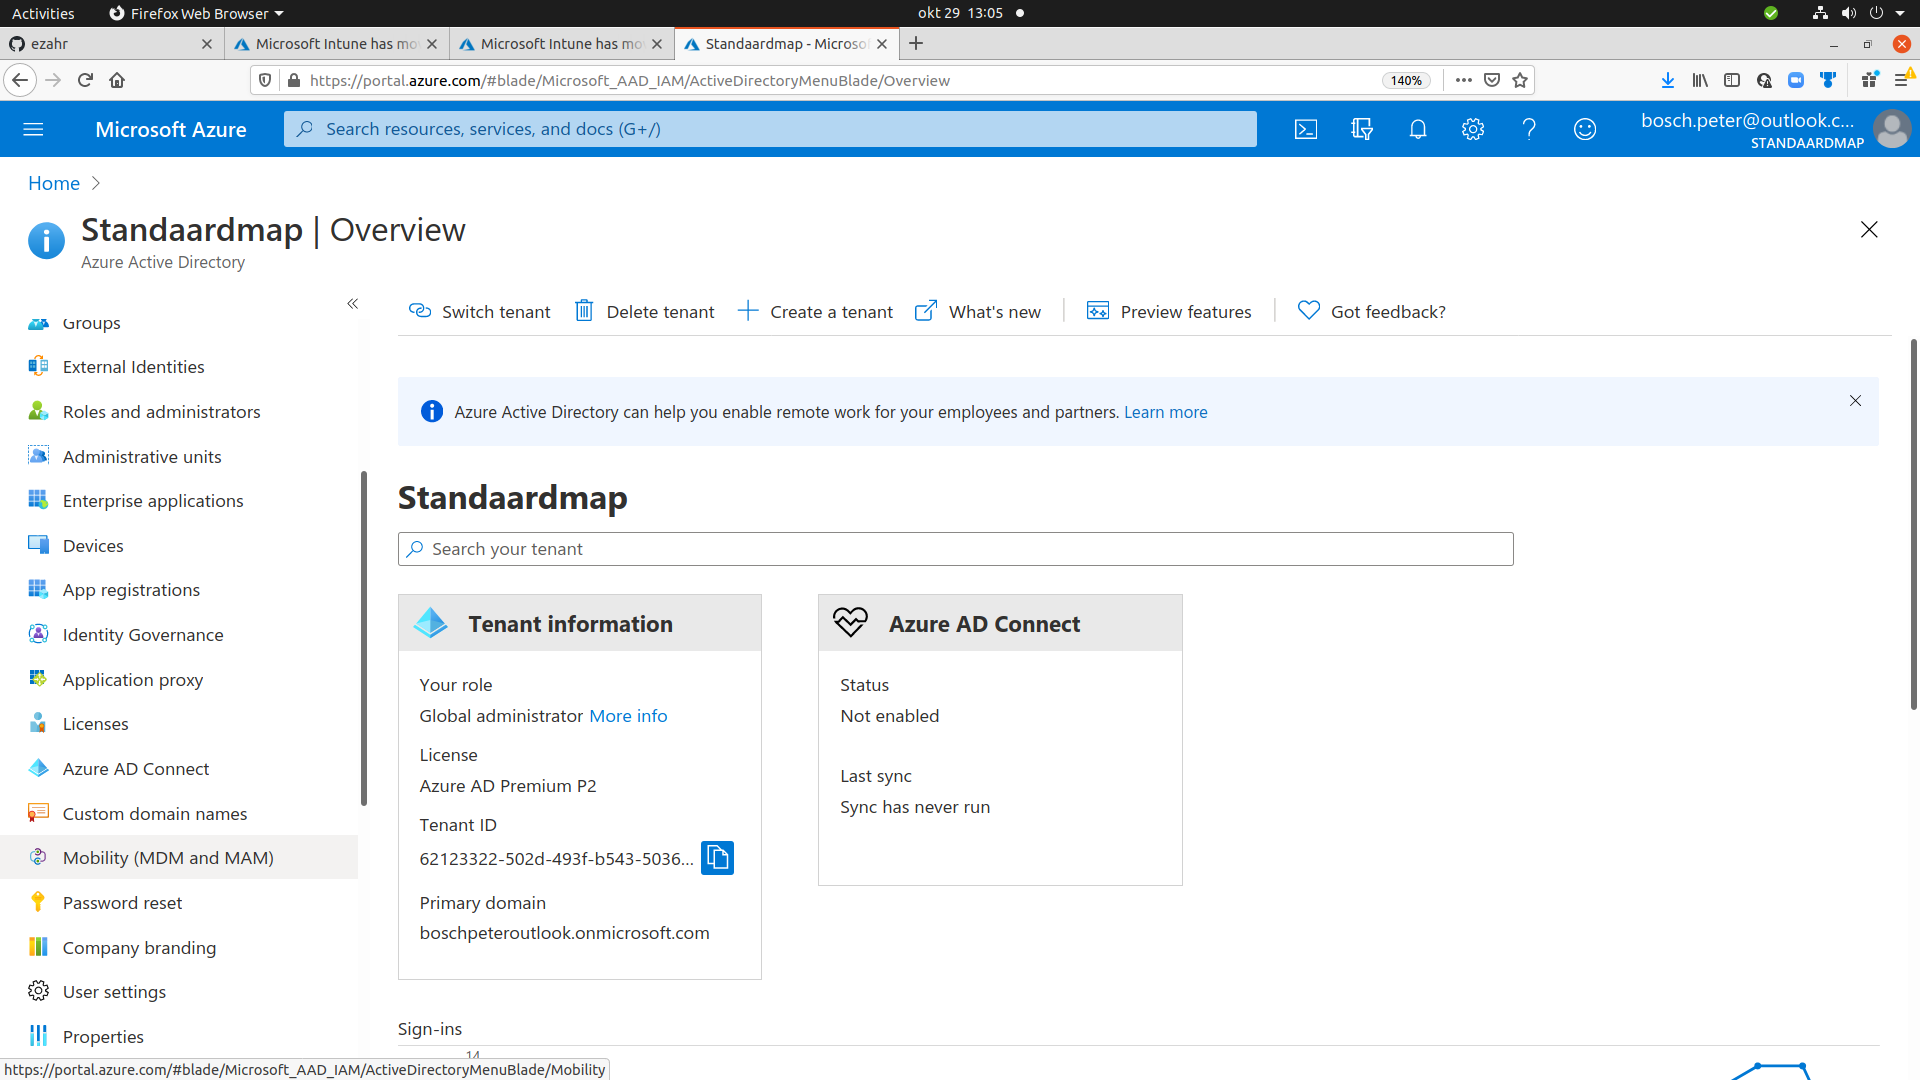 Activities
Firefox Web Browser
okt 29 13:05
ezahr
Microsoft Intune has mo
Microsoft Intune has mo
Standaardmap - Microso
https://portal.azure.com/#blade/Microsoft_AAD_IAM/ActiveDirectoryMenuBlade/Overview
140%
Microsoft Azure
Search resources, services, and docs (G+/)
bosch.peter@outlook.c...
STANDAARDMAP
Home
Standaardmap | Overview
Azure Active Directory
Groups
External Identities
Roles and administrators
Administrative units
Enterprise applications
Devices
App registrations
Identity Governance
Application proxy
Licenses
Azure AD Connect
Custom domain names
Mobility (MDM and MAM)
Password reset
Company branding
User settings
Properties
Switch tenant
Delete tenant
Create a tenant
What's new
Preview features
Got feedback?
Azure Active Directory can help you enable remote work for your employees and partners. Learn more
Standaardmap
Search your tenant
Tenant information
Your role
Global administrator More info
License
Azure AD Premium P2
Tenant ID
62123322-502d-493f-b543-5036...
Primary domain
boschpeteroutlook.onmicrosoft.com
Azure AD Connect
Status
Not enabled
Last sync
Sync has never run
Sign-ins
14
https://portal.azure.com/#blade/Microsoft_AAD_IAM/ActiveDirectoryMenuBlade/Mobility